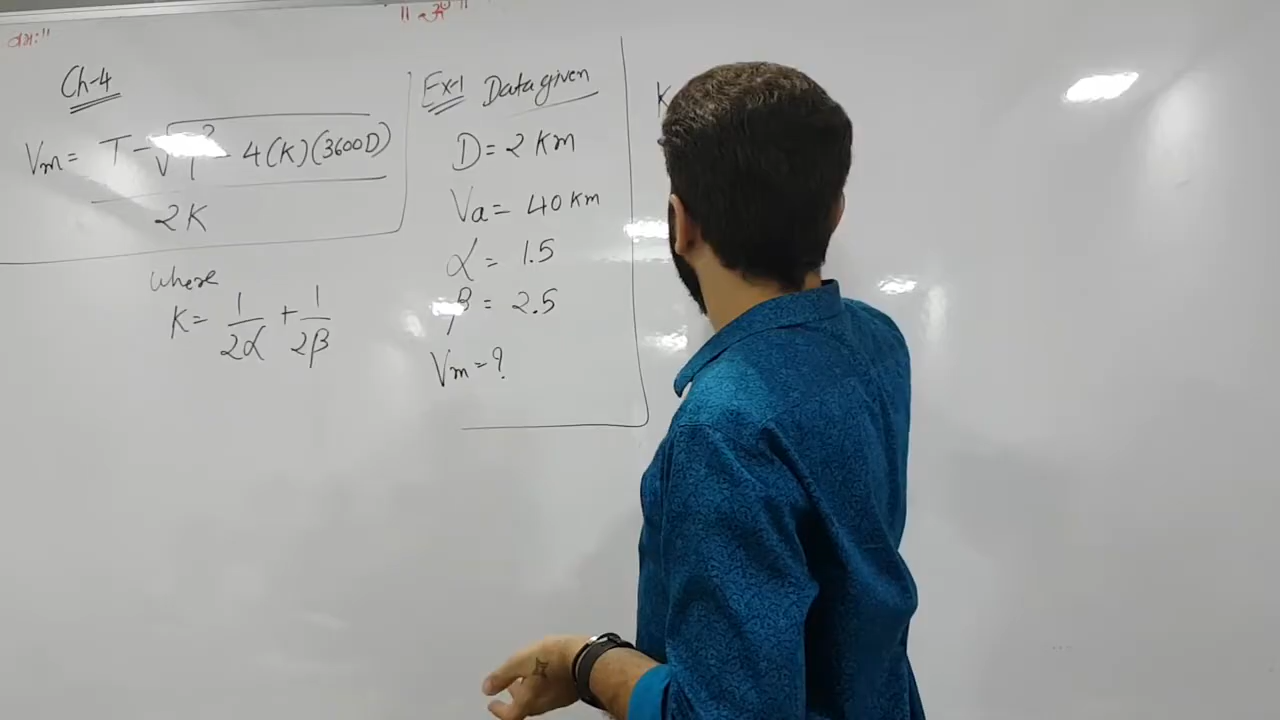 Ch-4
Vm = T - √T² - 4(K)(3600D)
2K
where
K = 1/2α + 1/2β
Ex-1 Data given
D = 2 Km
Va = 40 Km
α = 1.5
β = 2.5
Vm = ?
K